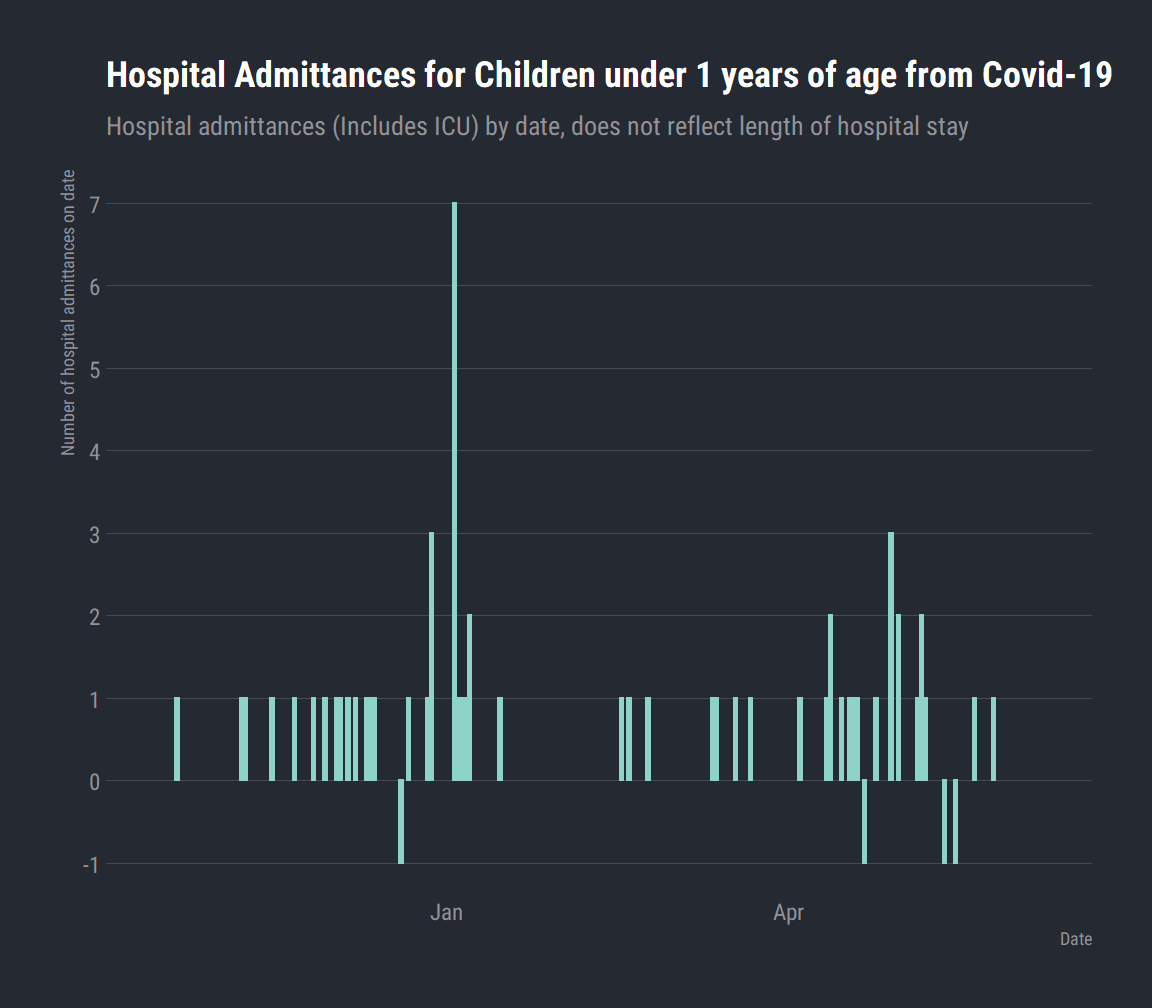 Hospital Admittances for Children under 1 years of age from Covid-19
Hospital admittances (Includes ICU) by date, does not reflect length of hospital stay
Number of hospital admittances on date
7
6
5
4
3
2
1
0
-1
Jan
Apr
Date